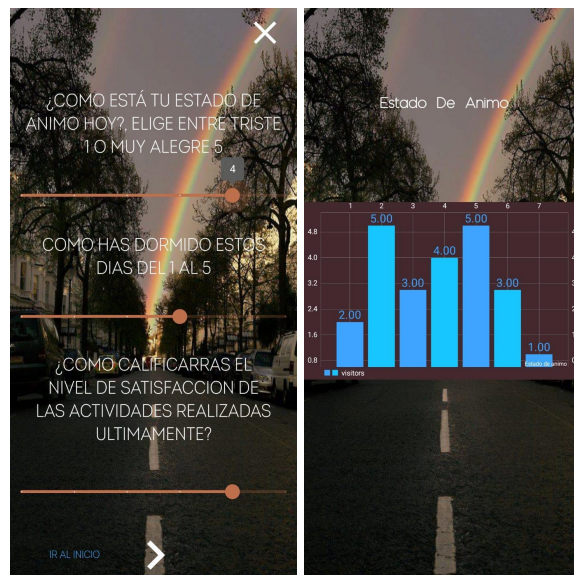 ¿COMO ESTÁ TU ESTADO DE
ANIMO HOY?, ELIGE ENTRE TRISTE
1 O MUY ALEGRE 5
4
COMO HAS DORMIDO ESTOS
DIAS DEL 1 AL 5
¿COMO CALIFICARRAS EL
NIVEL DE SATISFACCION DE
LAS ACTIVIDADES REALIZADAS
ULTIMAMENTE?
IR AL INICIO
Estado De Animo
1 2 3 4 5 6 7
5.00 5.00
4.8
4.00
4.0
3.00 3.00
3.2
2.4
2.00
1.6
1.00
0.8
Estado de animo
visitors